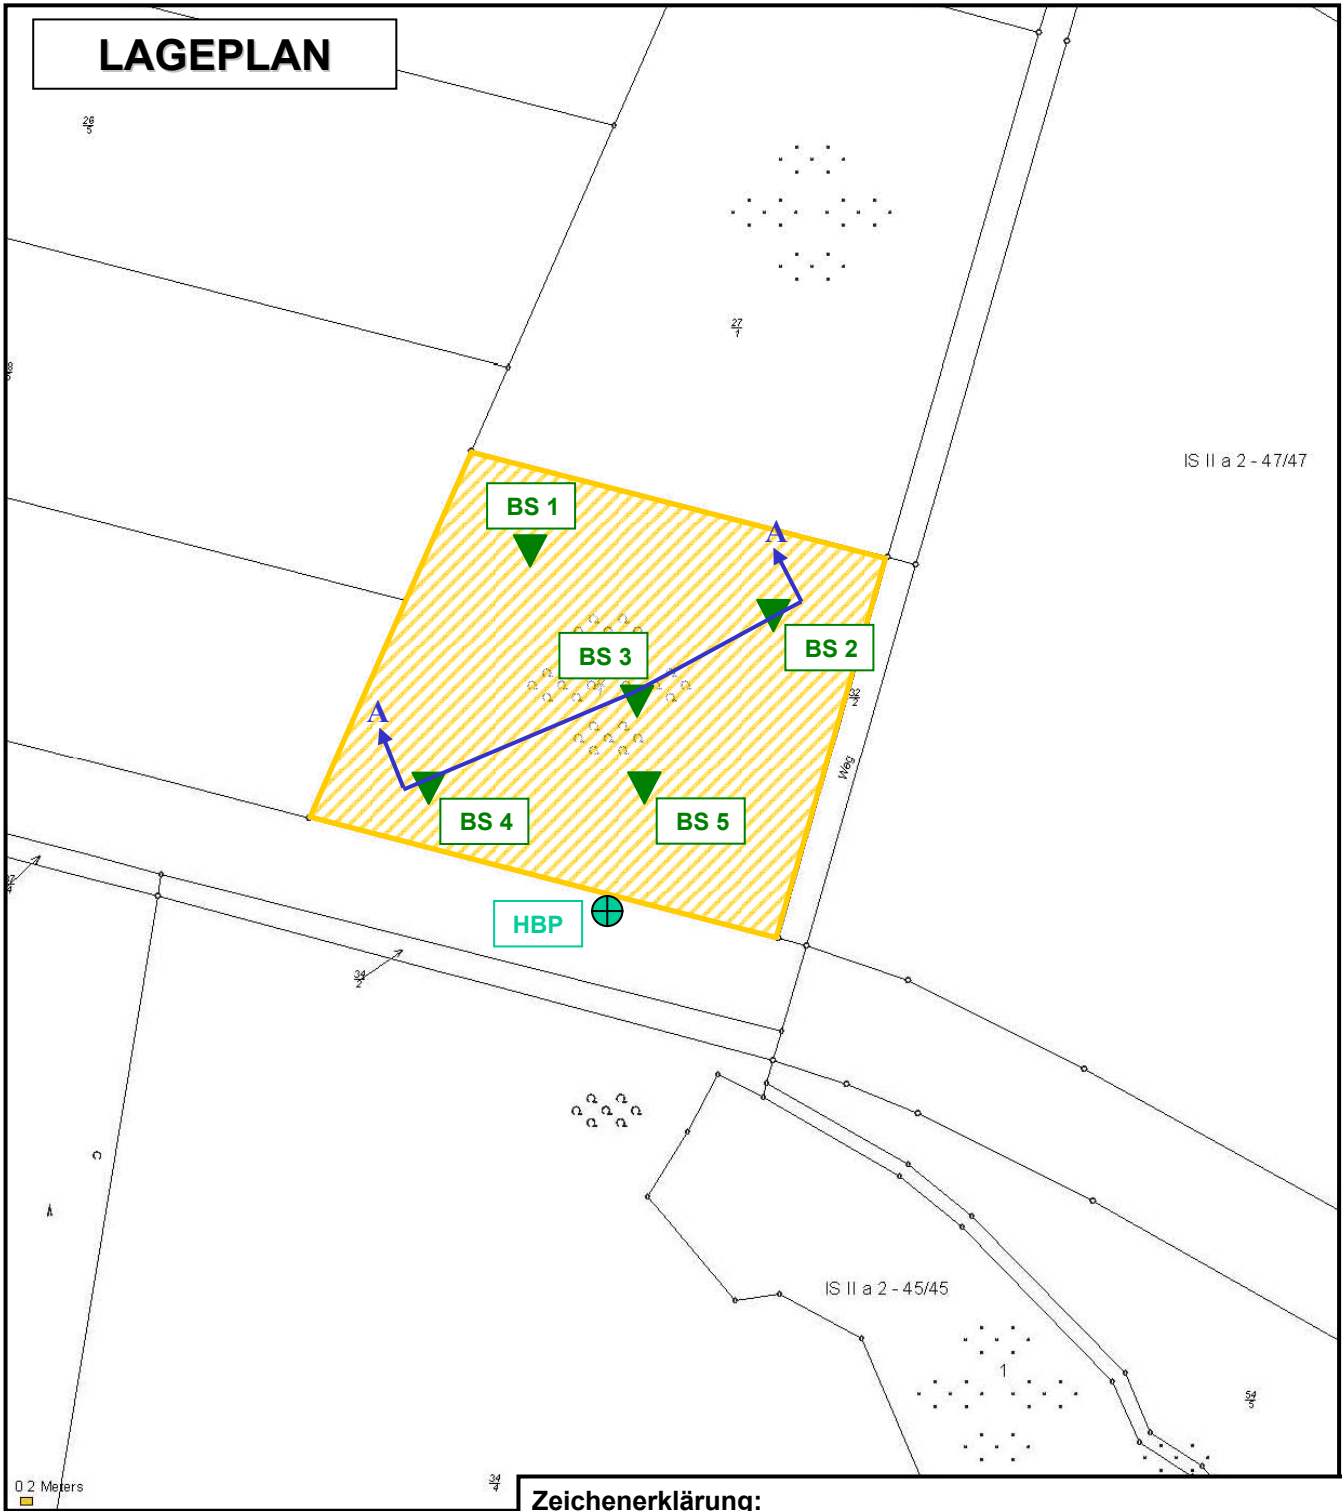 LAGEPLAN
26
5
27
1
IS II a 2 - 47/47
BS 1
A
BS 3
BS 2
32
2
A
Weg
BS 4
BS 5
HBP
34
2
IS II a 2 - 45/45
1
54
5
0 2 Meters
34
4
Zeichenerklärung: